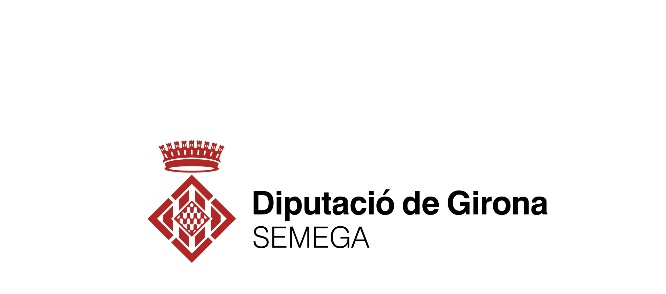 Diputació de Girona
SEMEGA